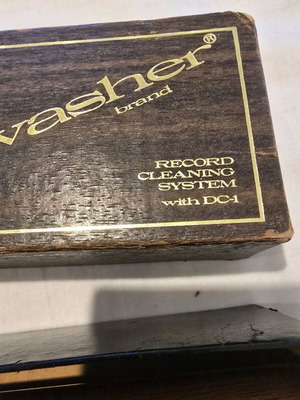 washer®
brand
RECORD
CLEANING
SYSTEM
with DC-1